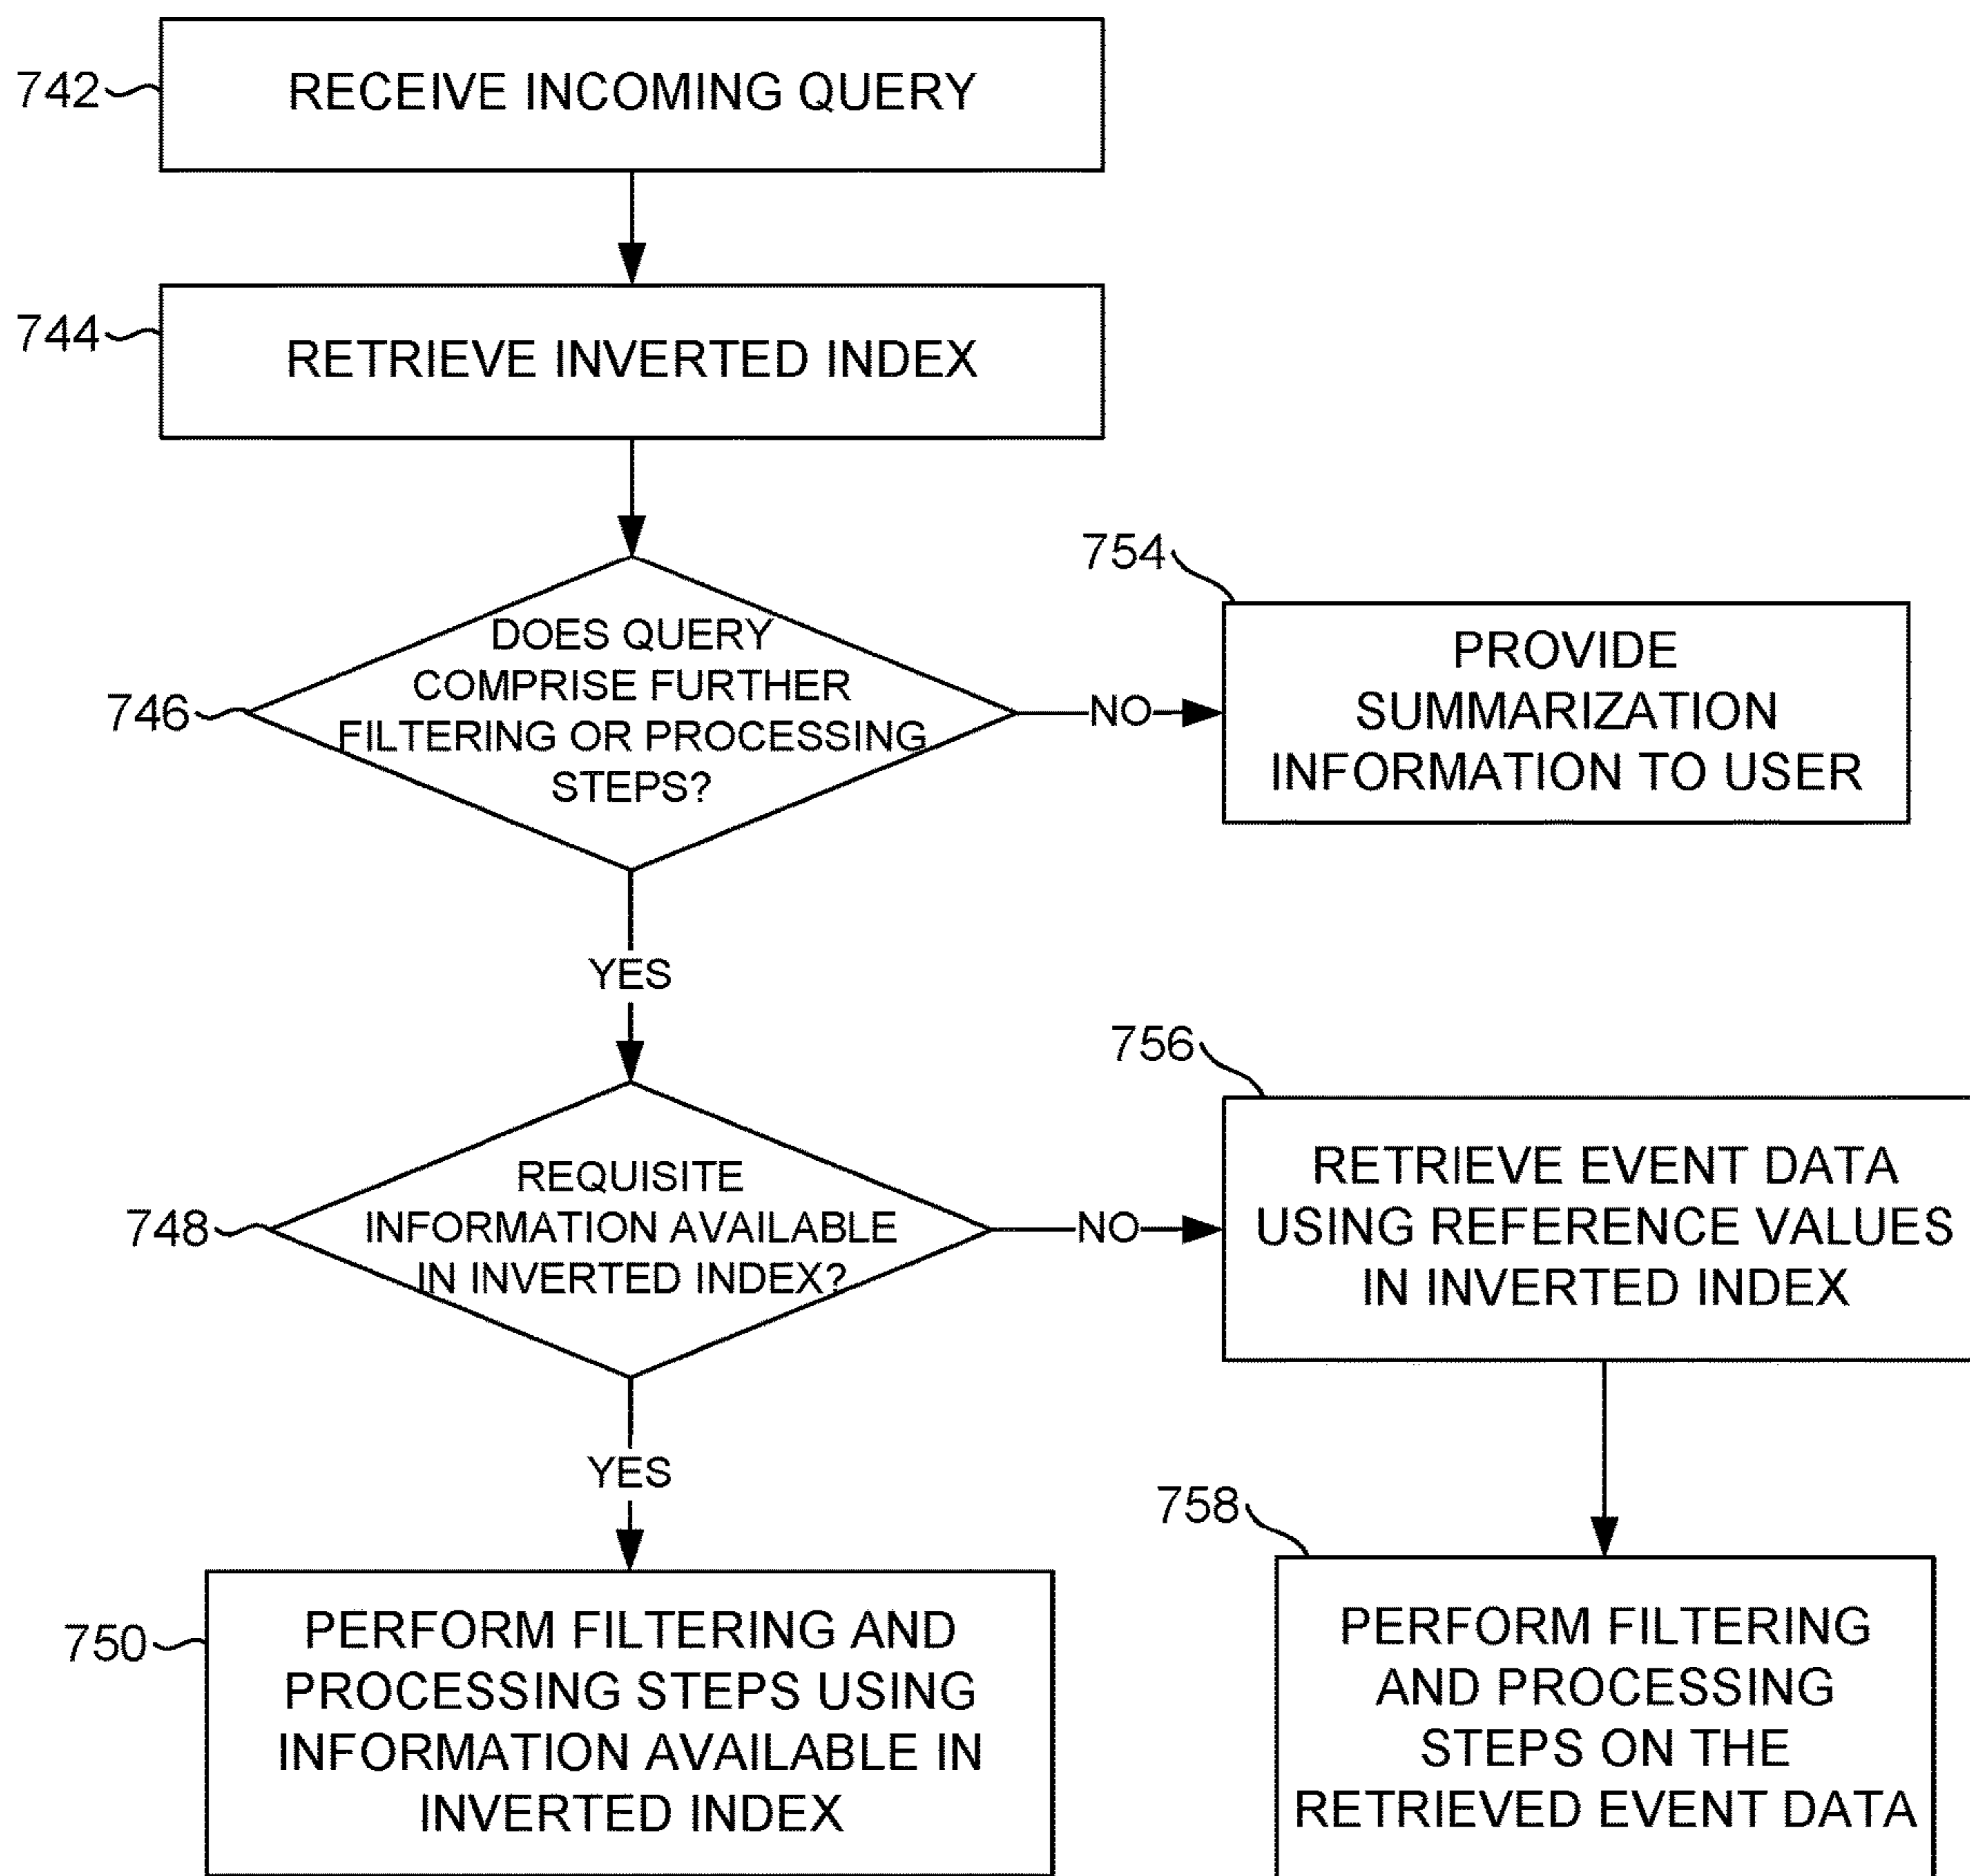 742
RECEIVE INCOMING QUERY
744
RETRIEVE INVERTED INDEX
746
DOES QUERY
COMPRISE FURTHER
FILTERING OR PROCESSING
STEPS?
NO
754
PROVIDE
SUMMARIZATION
INFORMATION TO USER
YES
748
REQUISITE
INFORMATION AVAILABLE
IN INVERTED INDEX?
NO
756
RETRIEVE EVENT DATA
USING REFERENCE VALUES
IN INVERTED INDEX
YES
750
PERFORM FILTERING AND
PROCESSING STEPS USING
INFORMATION AVAILABLE IN
INVERTED INDEX
758
PERFORM FILTERING
AND PROCESSING
STEPS ON THE
RETRIEVED EVENT DATA